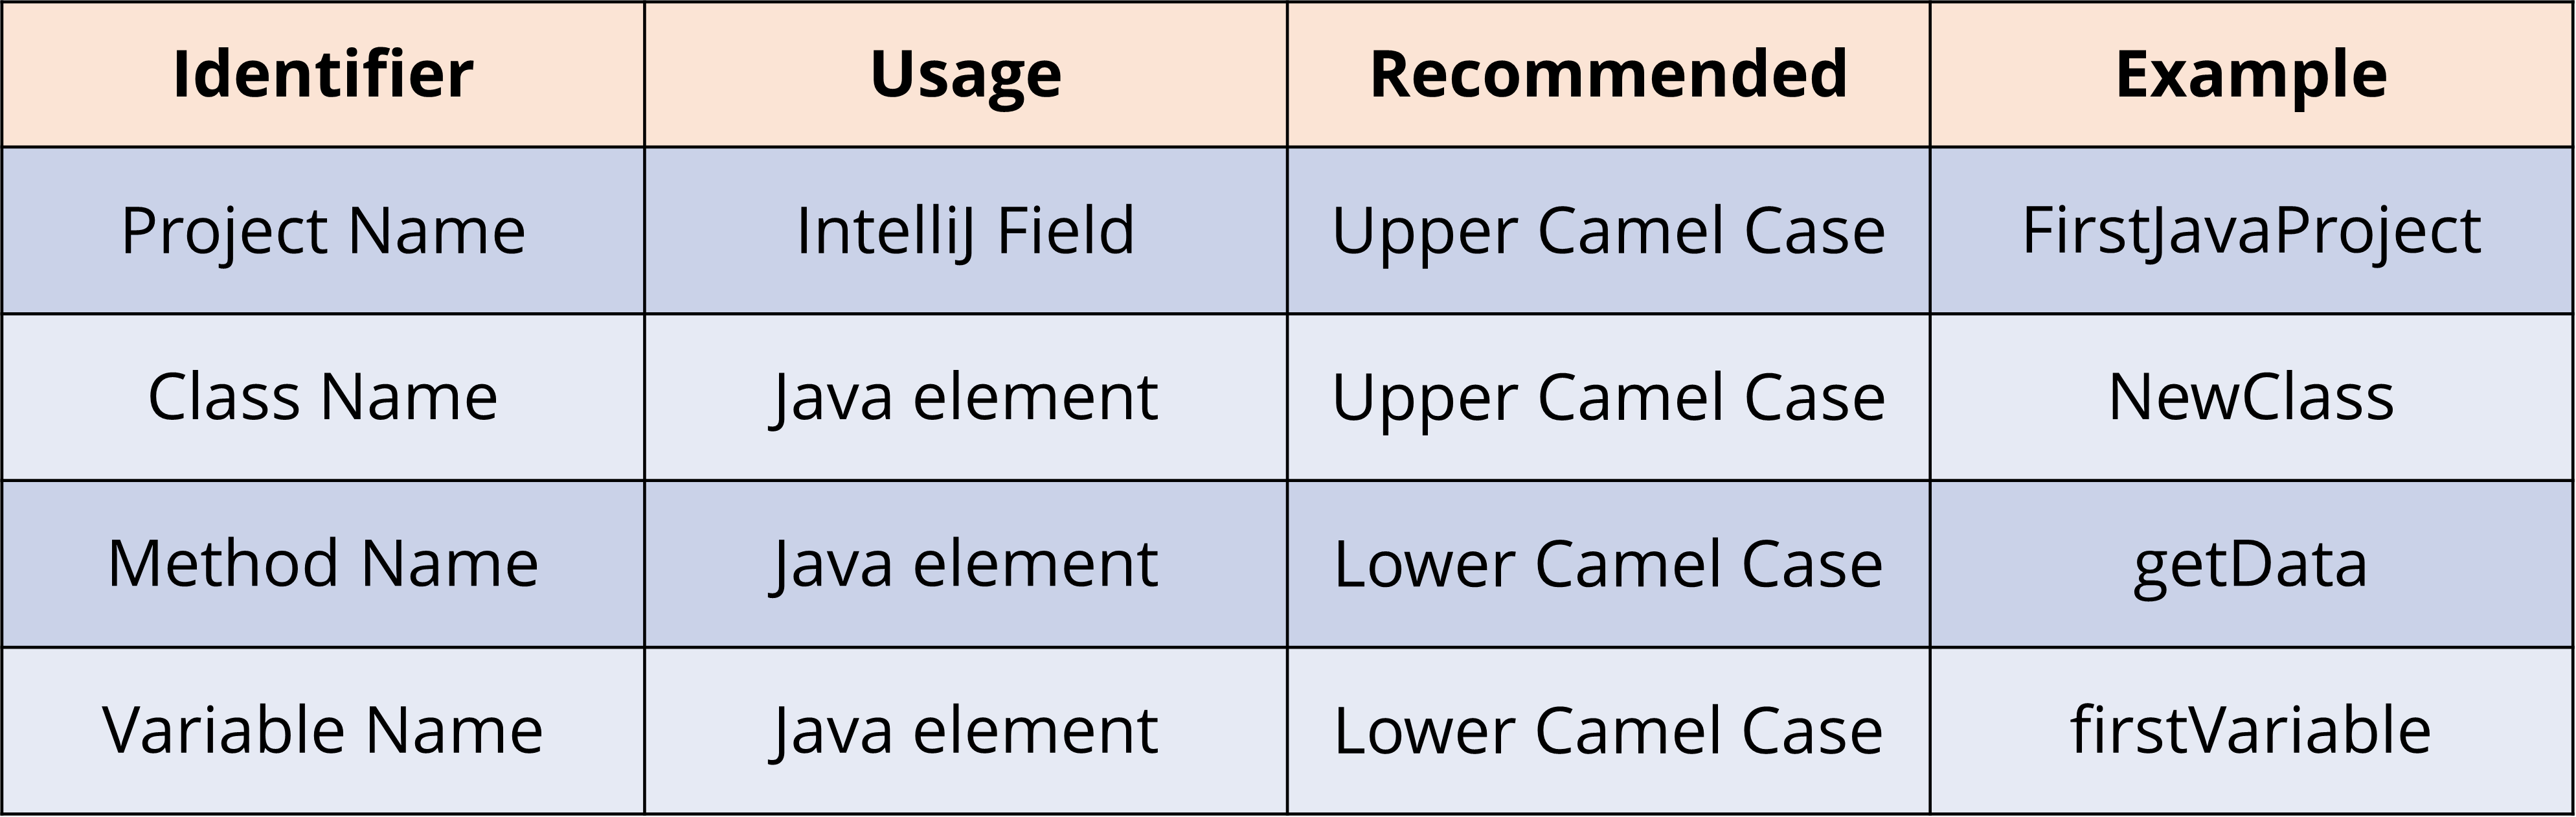 Identifier Usage Recommended Example
Project Name IntelliJ Field Upper Camel Case FirstJavaProject
Class Name Java element Upper Camel Case NewClass
Method Name Java element Lower Camel Case getData
Variable Name Java element Lower Camel Case firstVariable